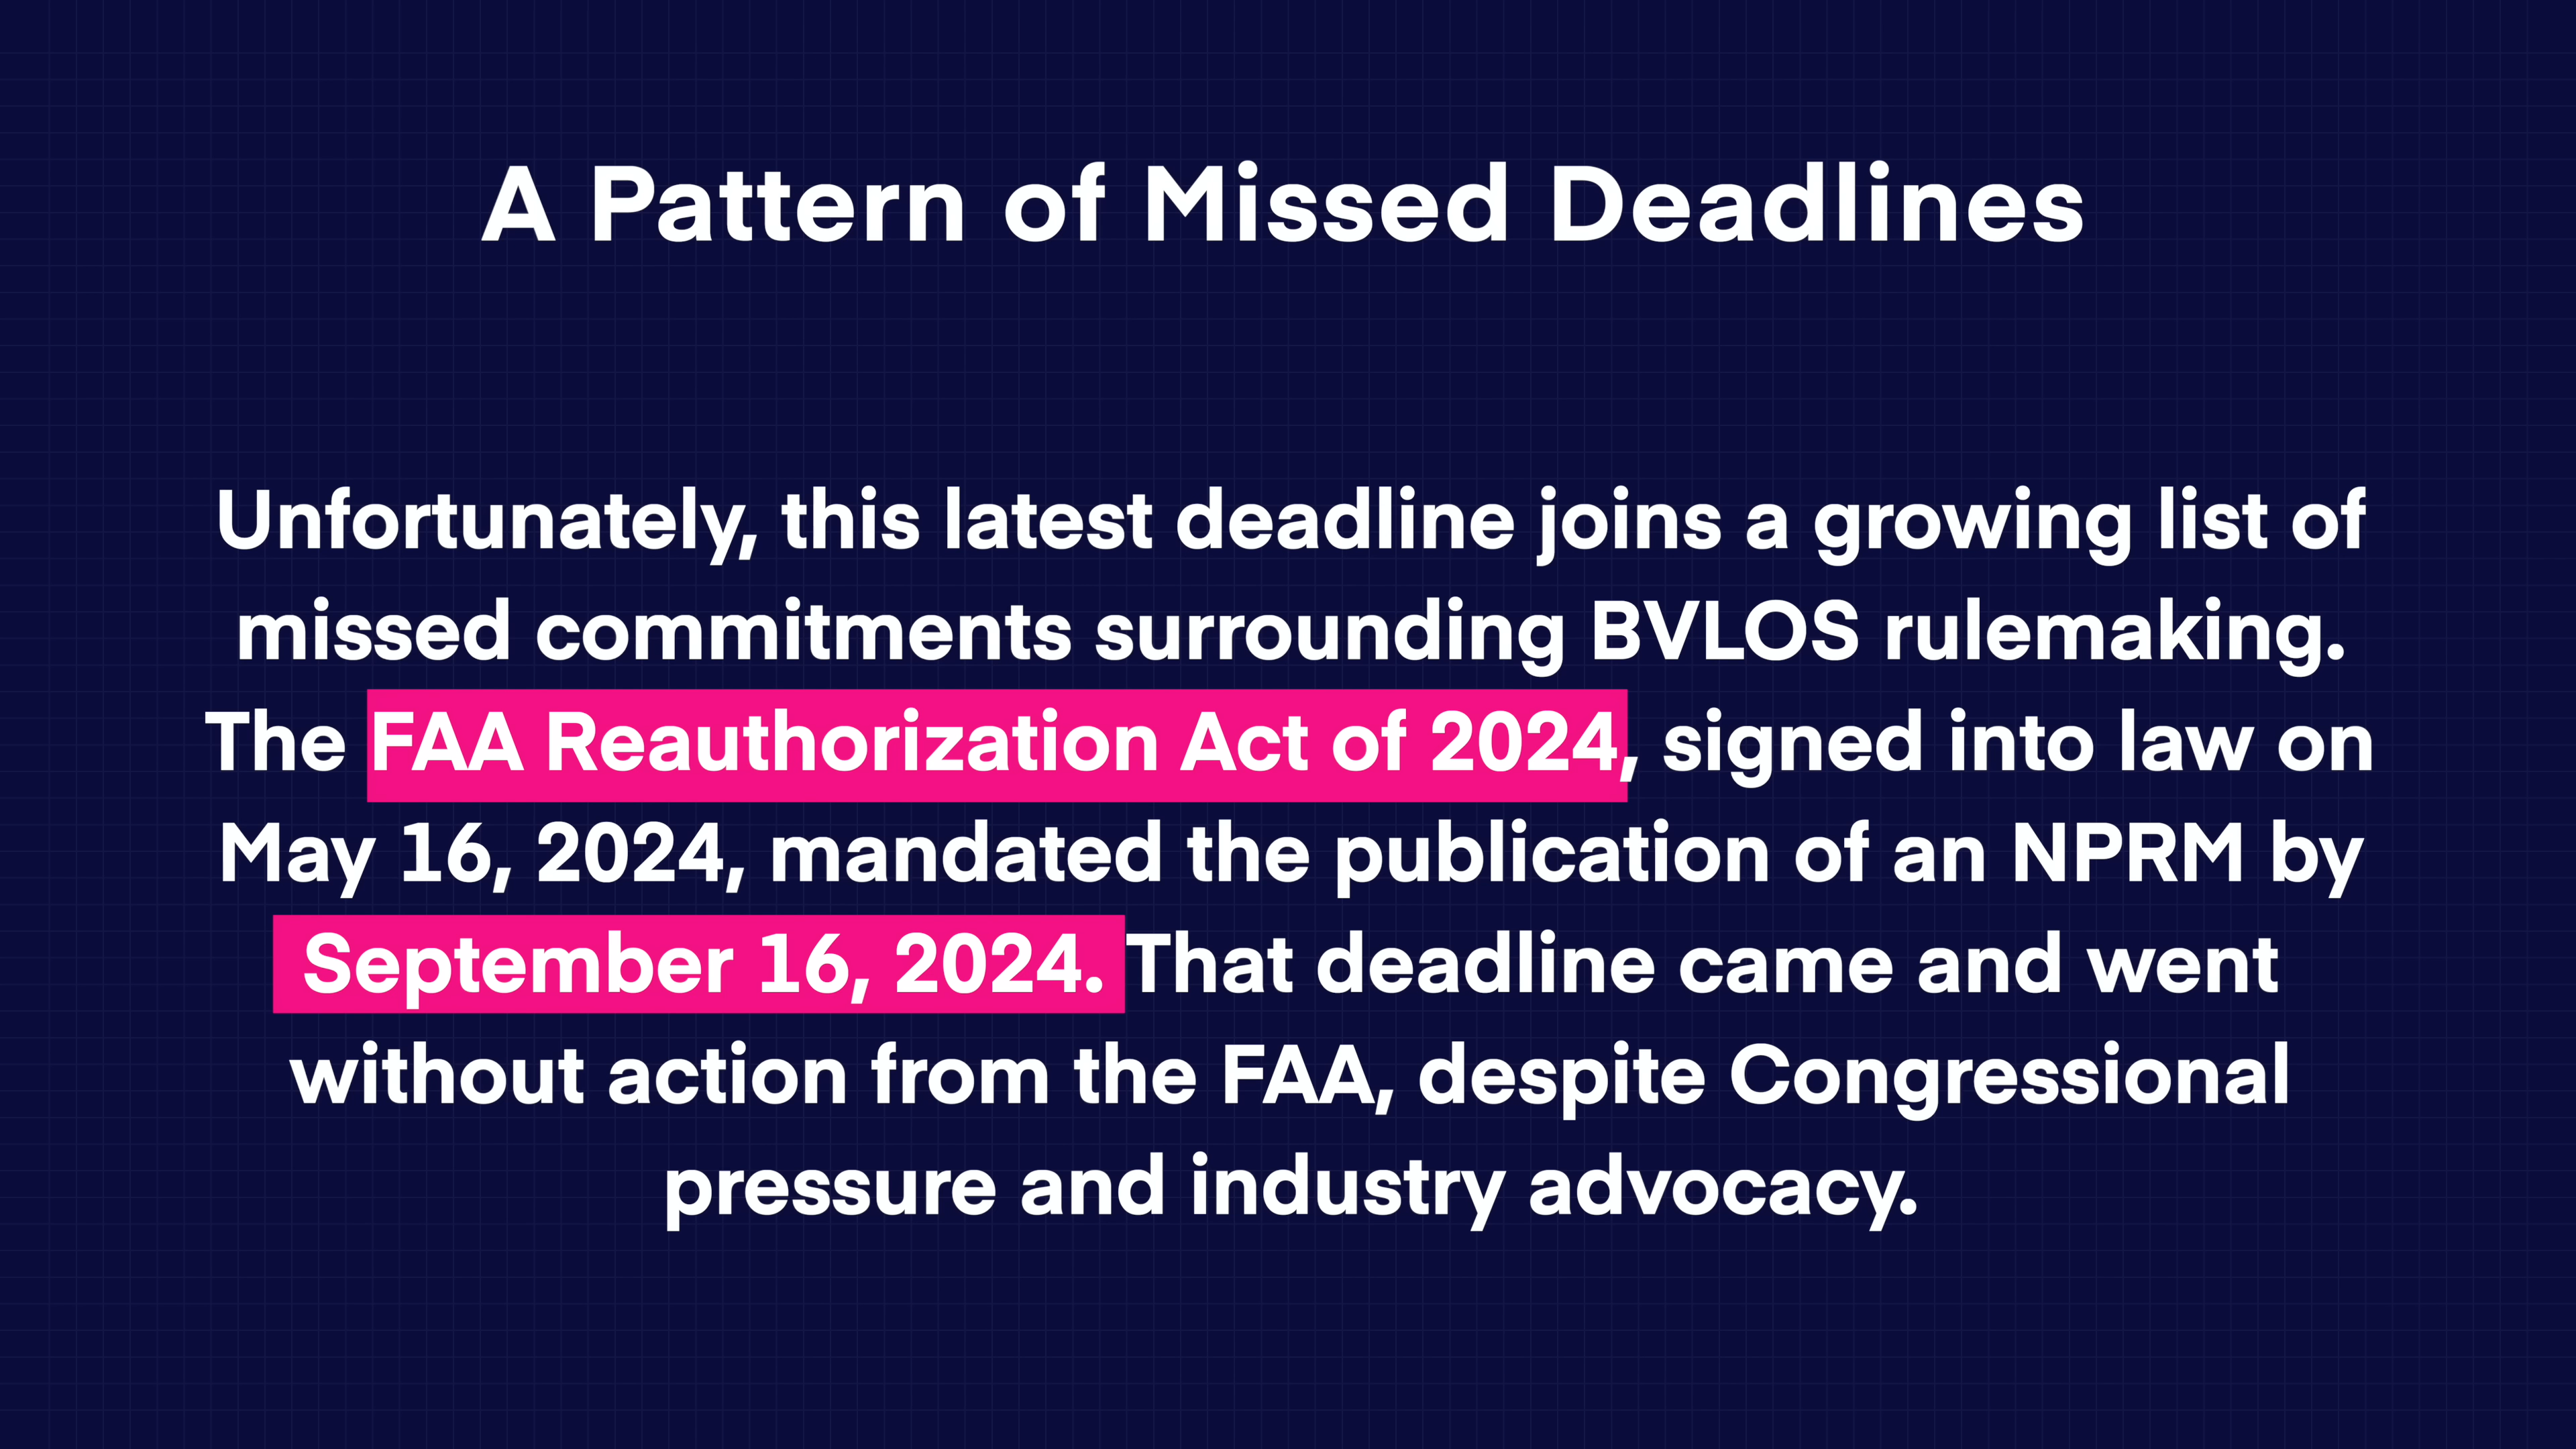 A Pattern of Missed Deadlines
Unfortunately, this latest deadline joins a growing list of
missed commitments surrounding BVLOS rulemaking.
The FAA Reauthorization Act of 2024, signed into law on
May 16, 2024, mandated the publication of an NPRM by
September 16, 2024. That deadline came and went
without action from the FAA, despite Congressional
pressure and industry advocacy.